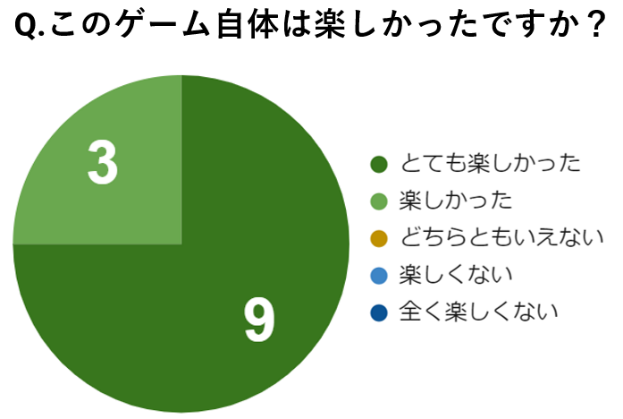 Q.このゲーム自体は楽しかったですか？
3
9
とても楽しかった
楽しかった
どちらともいえない
楽しくない
全く楽しくない